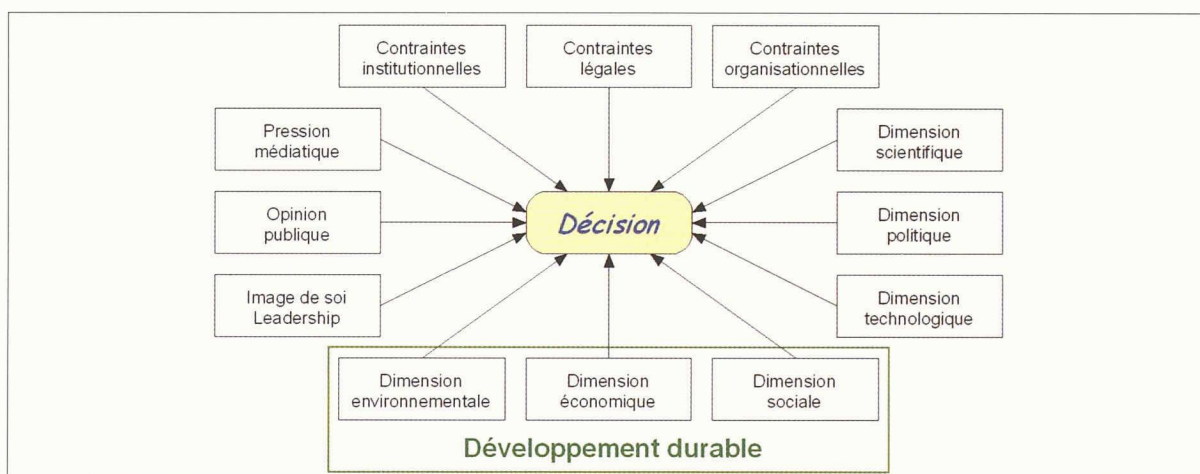 Contraintes
institutionnelles
Contraintes
légales
Contraintes
organisationnelles
Pression
médiatique
Dimension
scientifique
Opinion
publique
Décision
Dimension
politique
Image de soi
Leadership
Dimension
technologique
Dimension
environnementale
Dimension
économique
Dimension
sociale
Développement durable